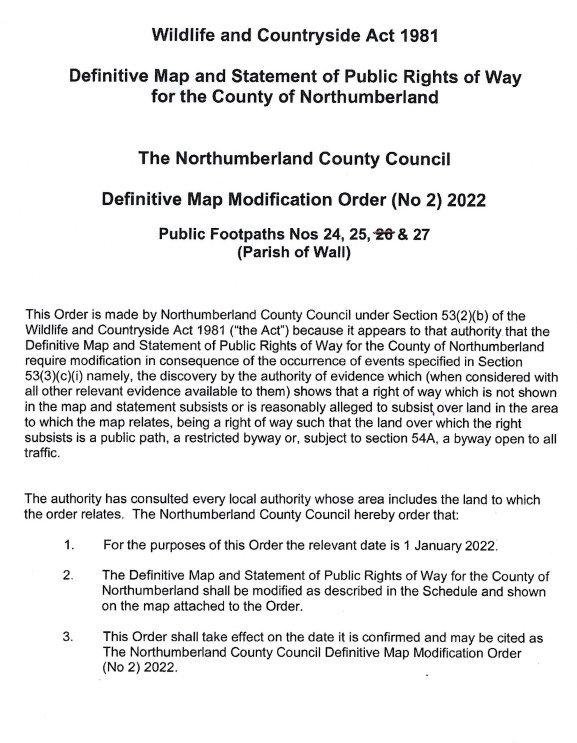 Wildlife and Countryside Act 1981
Definitive Map and Statement of Public Rights of Way
for the County of Northumberland
The Northumberland County Council
Definitive Map Modification Order (No 2) 2022
Public Footpaths Nos 24, 25, 26 & 27
(Parish of Wall)
This Order is made by Northumberland County Council under Section 53(2)(b) of the
Wildlife and Countryside Act 1981 ("the Act") because it appears to that authority that the
Definitive Map and Statement of Public Rights of Way for the County of Northumberland
require modification in consequence of the occurrence of events specified in Section
53(3)(c)(i) namely, the discovery by the authority of evidence which (when considered with
all other relevant evidence available to them) shows that a right of way which is not shown
in the map and statement subsists or is reasonably alleged to subsist over land in the area
to which the map relates, being a right of way such that the land over which the right
subsists is a public path, a restricted byway or, subject to section 54A, a byway open to all
traffic.
The authority has consulted every local authority whose area includes the land to which
the order relates. The Northumberland County Council hereby order that:
1. For the purposes of this Order the relevant date is 1 January 2022.
2. The Definitive Map and Statement of Public Rights of Way for the County of
Northumberland shall be modified as described in the Schedule and shown
on the map attached to the Order.
3. This Order shall take effect on the date it is confirmed and may be cited as
The Northumberland County Council Definitive Map Modification Order
(No 2) 2022.